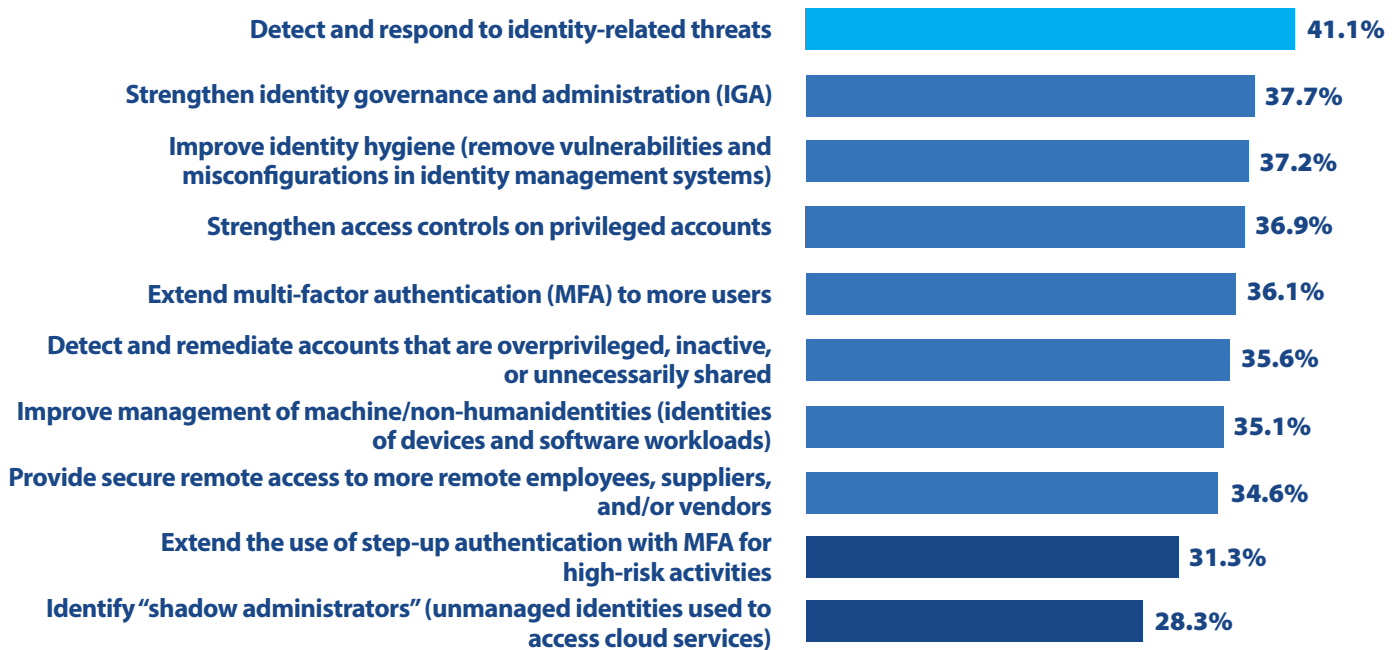 Detect and respond to identity-related threats 41.1%
Strengthen identity governance and administration (IGA) 37.7%
Improve identity hygiene (remove vulnerabilities and
misconfigurations in identity management systems) 37.2%
Strengthen access controls on privileged accounts 36.9%
Extend multi-factor authentication (MFA) to more users 36.1%
Detect and remediate accounts that are overprivileged, inactive,
or unnecessarily shared 35.6%
Improve management of machine/non-humanidentities (identities
of devices and software workloads) 35.1%
Provide secure remote access to more remote employees, suppliers,
and/or vendors 34.6%
Extend the use of step-up authentication with MFA for
high-risk activities 31.3%
Identify “shadow administrators” (unmanaged identities used to
access cloud services) 28.3%